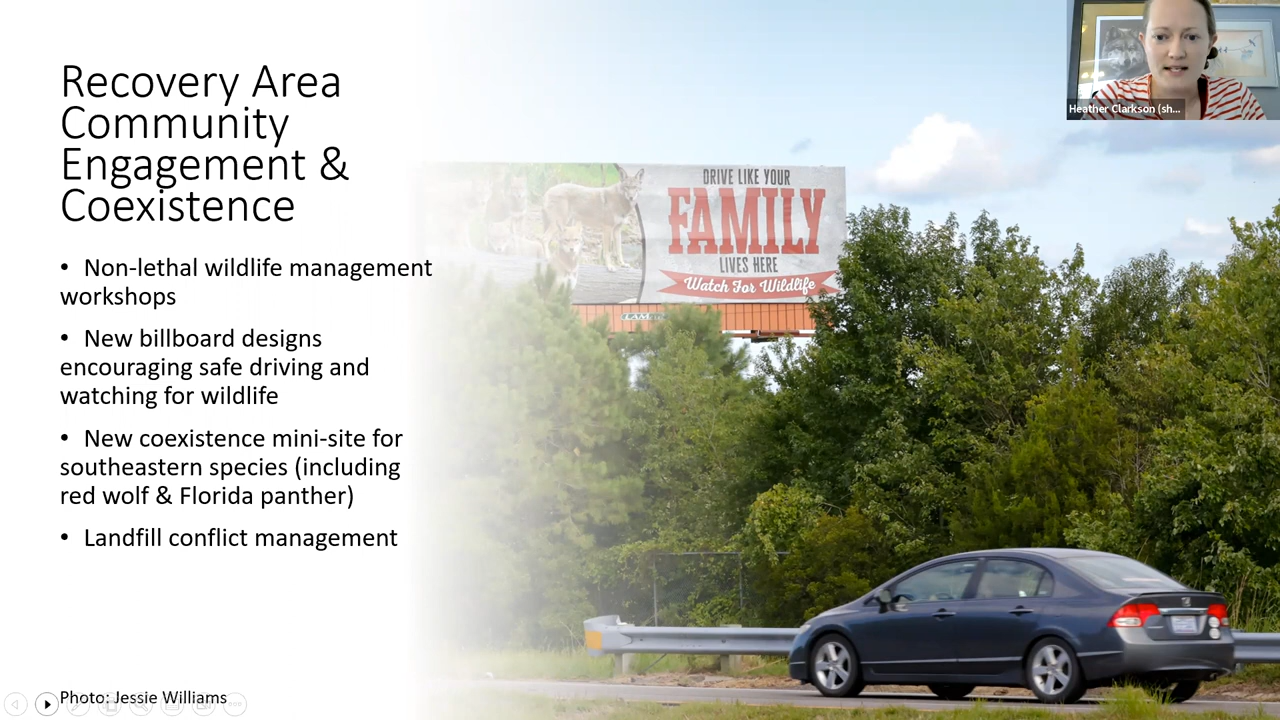 Recovery Area
Community
Engagement &
Coexistence
• Non-lethal wildlife management
workshops
• New billboard designs
encouraging safe driving and
watching for wildlife
• New coexistence mini-site for
southeastern species (including
red wolf & Florida panther)
• Landfill conflict management
Photo: Jessie Williams
DRIVE LIKE YOUR
FAMILY
LIVES HERE
Watch For Wildlife
LAMAR
Heather Clarkson (sh...